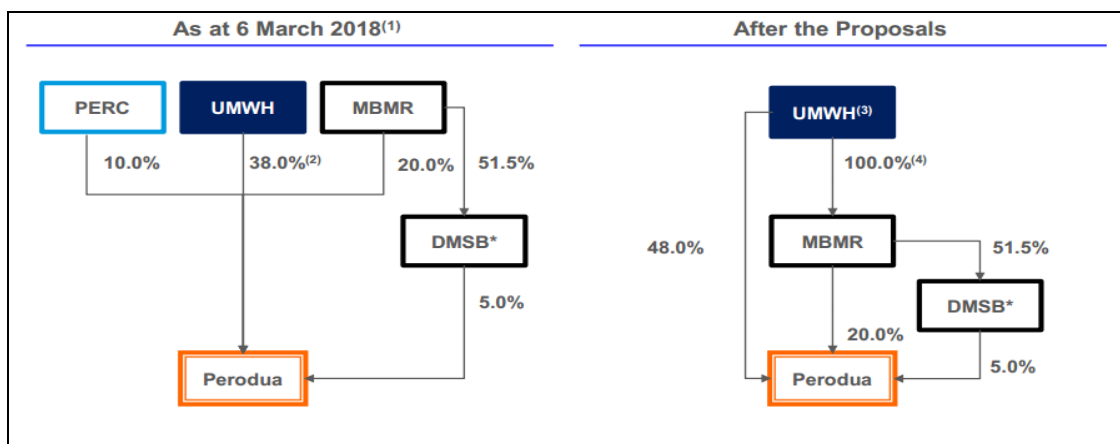 As at 6 March 2018(1)
PERC
UMWH
MBMR
10.0%
38.0%(2)
20.0%
51.5%
DMSB*
5.0%
Perodua
After the Proposals
UMWH(3)
100.0%(4)
48.0%
MBMR
51.5%
DMSB*
20.0%
5.0%
Perodua